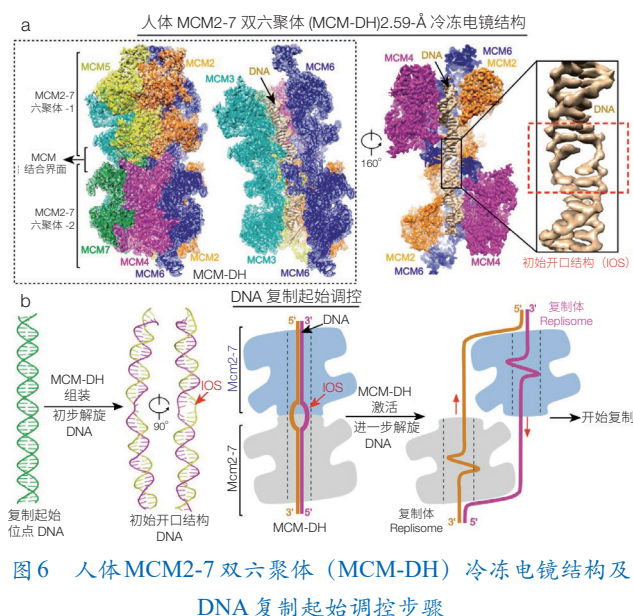 人体 MCM2-7 双六聚体 (MCM-DH)2.59-Å 冷冻电镜结构
a
MCM5
MCM2
MCM2-7
六聚体 -1
MCM
结合界面
MCM2-7
六聚体 -2
MCM7
MCM4
MCM6
MCM2
MCM-DH
MCM3
MCM6
DNA
MCM3
MCM6
160°
MCM4
MCM6
MCM2
DNA
MCM2
MCM6
MCM4
DNA
初始开口结构（IOS）
b
DNA 复制起始调控
复制起始
位点 DNA
MCM-DH
组装
初步解旋
DNA
90°
IOS
初始开口结构
DNA
Mcm2-7
Mcm2-7
5' 3'
DNA
IOS
3' 5'
MCM-DH
MCM-DH
激活
进一步解旋
DNA
5' 3'
复制体
Replisome
开始复制
3' 5'
复制体
Replisome
图6 人体MCM2-7双六聚体（MCM-DH）冷冻电镜结构及
DNA复制起始调控步骤